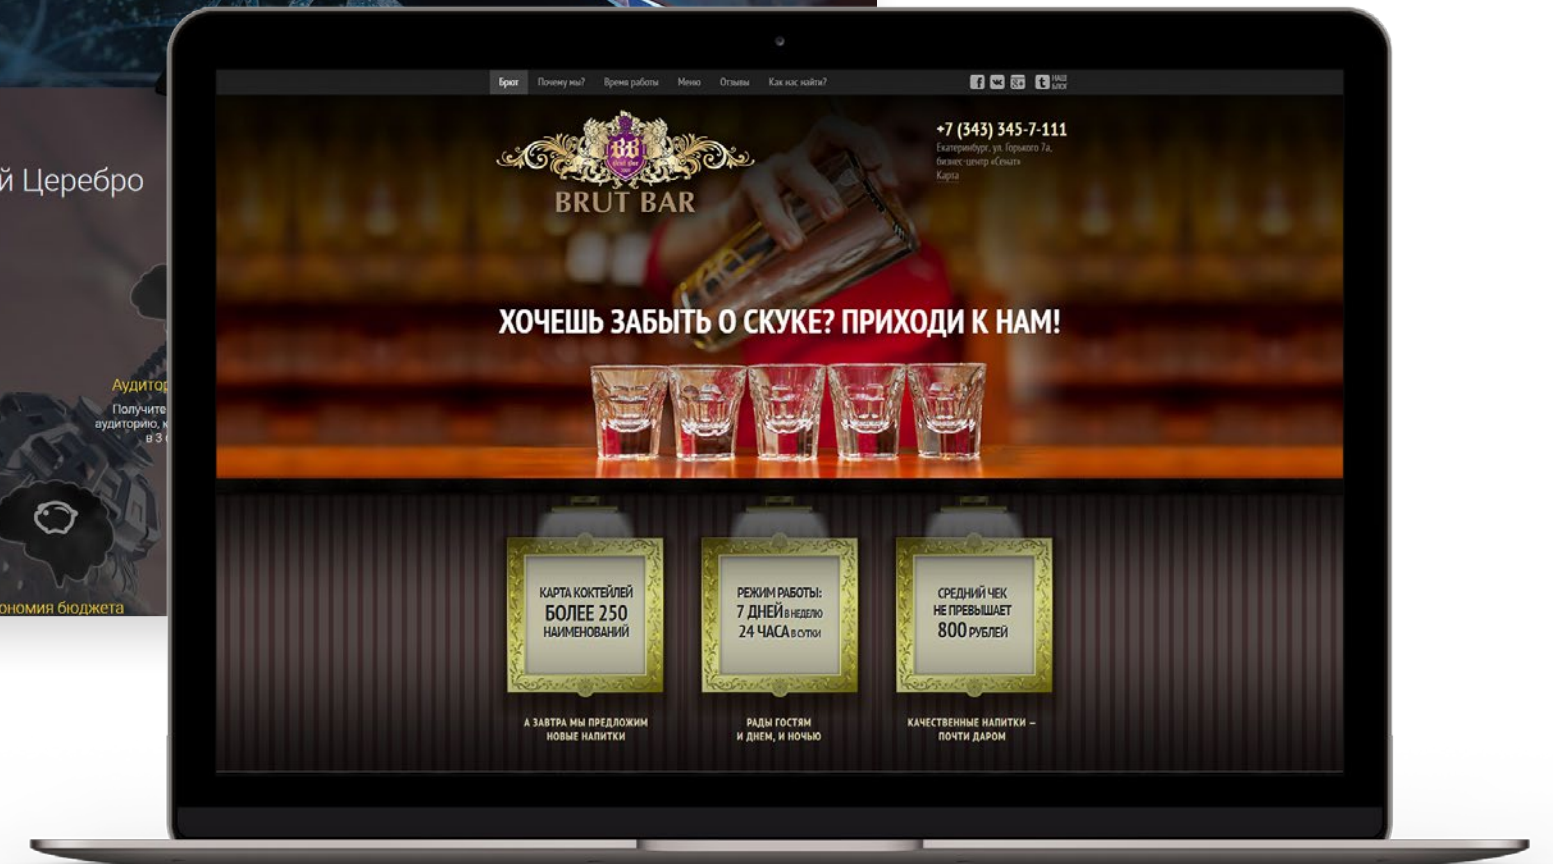 Брют Почему мы? Время работы Меню Отзывы Как нас найти?
НАШ
БЛОГ
+7 (343) 345-7-111
Екатеринбург, ул. Горького 7а,
бизнес-центр «Сенат»
Карта
BRUT BAR
ХОЧЕШЬ ЗАБЫТЬ О СКУКЕ? ПРИХОДИ К НАМ!
КАРТА КОКТЕЙЛЕЙ
БОЛЕЕ 250
НАИМЕНОВАНИЙ
РЕЖИМ РАБОТЫ:
7 ДНЕЙ В НЕДЕЛЮ
24 ЧАСА В СУТКИ
СРЕДНИЙ ЧЕК
НЕ ПРЕВЫШАЕТ
800 РУБЛЕЙ
А ЗАВТРА МЫ ПРЕДЛОЖИМ
НОВЫЕ НАПИТКИ
РАДЫ ГОСТЯМ
И ДНЕМ, И НОЧЬЮ
КАЧЕСТВЕННЫЕ НАПИТКИ –
ПОЧТИ ДАРОМ
й Церебро
Аудитор
Получите
аудиторию, к
в 3
ономия бюджета